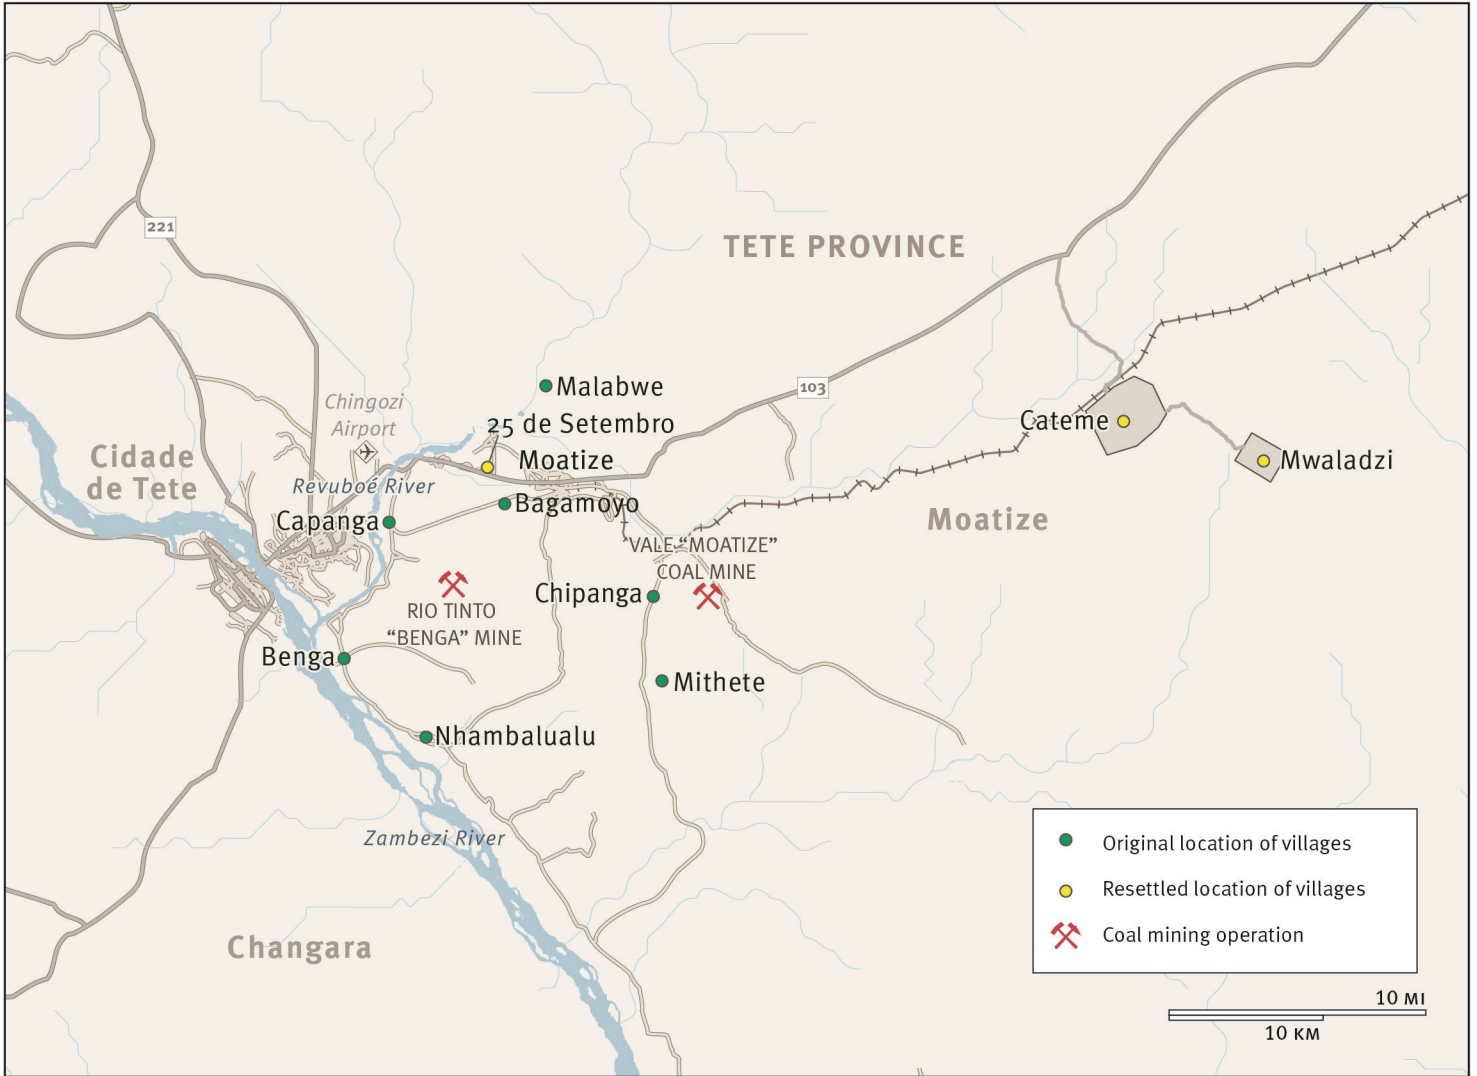 221
TETE PROVINCE
Malabwe
103
Chingozi
Airport
25 de Setembro
Cateme
Cidade
de Tete
Moatize
Mwaladzi
Revuboé River
Bagamoyo
Capanga
Moatize
VALE “MOATIZE”
COAL MINE
Chipanga
RIO TINTO
“BENGA” MINE
Benga
Mithete
Nhambalualu
Zambezi River
Changara
Original location of villages
Resettled location of villages
Coal mining operation
10 MI
10 KM